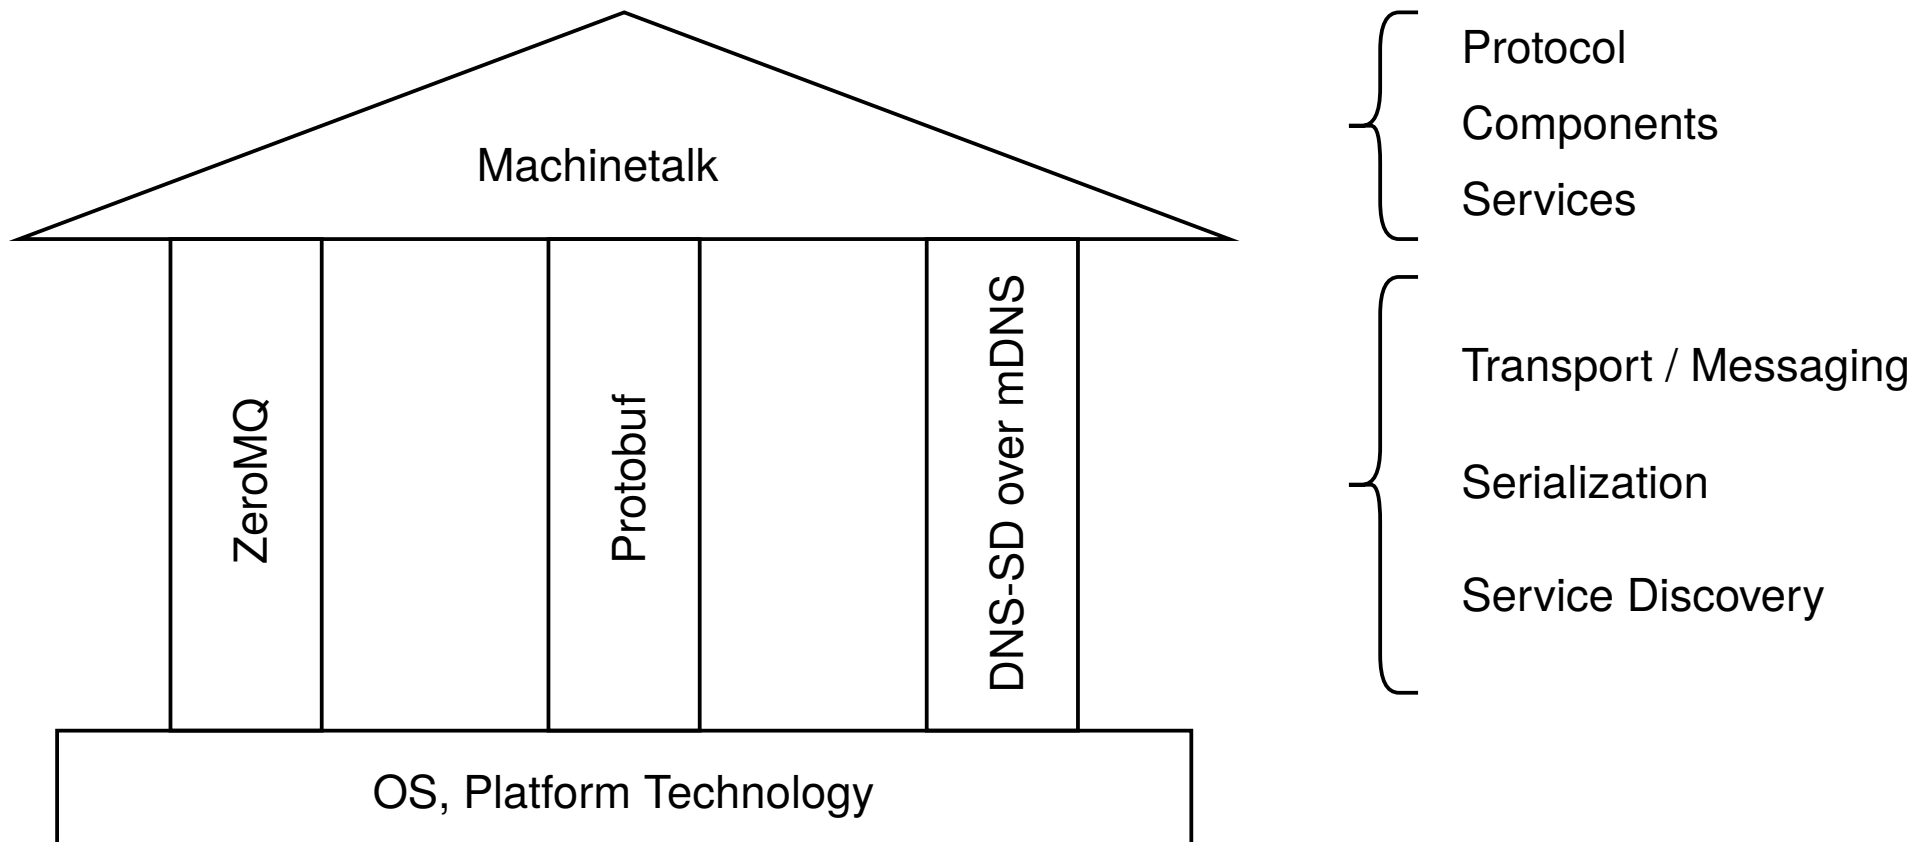 Machinetalk
ZeroMQ
Protobuf
DNS-SD over mDNS
OS, Platform Technology
Protocol
Components
Services
Transport / Messaging
Serialization
Service Discovery